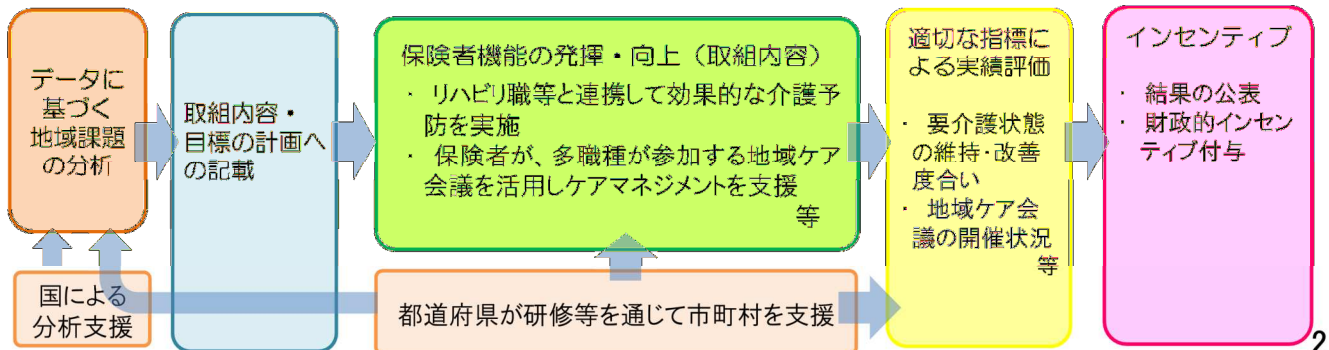 データに
基づく
地域課題
の分析
取組内容・
目標の計画へ
の記載
保険者機能の発揮・向上（取組内容）
・ リハビリ職等と連携して効果的な介護予
防を実施
・ 保険者が、多職種が参加する地域ケア
会議を活用しケアマネジメントを支援
等
適切な指標に
よる実績評価
・ 要介護状態
の維持・改善
度合い
・ 地域ケア会
議の開催状況
等
インセンティブ
・ 結果の公表
・ 財政的インセン
ティブ付与
国による
分析支援
都道府県が研修等を通じて市町村を支援
2